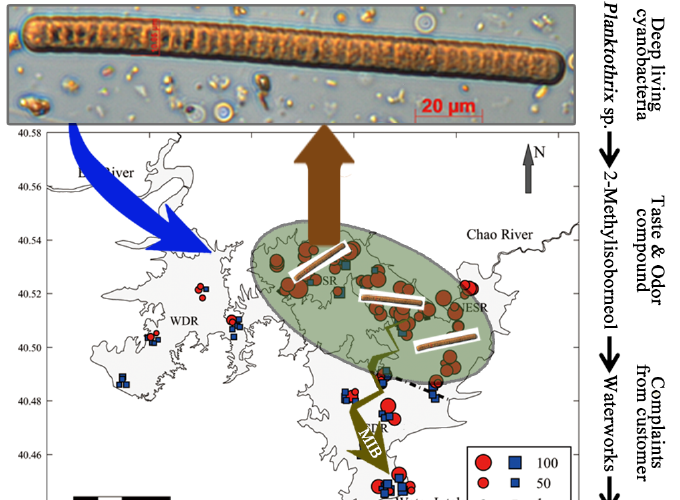 20 µm
Deep living
cyanobacteria
Planktothrix sp.
2-Methylisoborneol
Taste & Odor
compound
Waterworks
Complaints
from customer
40.58
40.56
40.54
40.52
40.50
40.48
40.46
N
River
Chao River
SR
ESR
WDR
DR
MIB
100
50